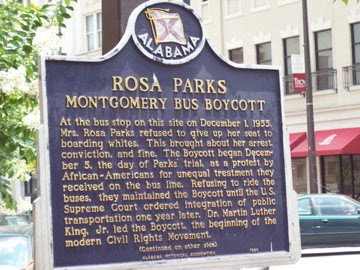 ALABAMA
ROSA PARKS
MONTGOMERY BUS BOYCOTT
At the bus stop on this site on December 1, 1955,
Mrs. Rosa Parks refused to give up her seat to
boarding whites. This brought about her arrest,
conviction, and fine. The Boycott began Decem-
ber 5, the day of Parks' trial, as a protest by
African-Americans for unequal treatment they
received on the bus line. Refusing to ride the
buses, they maintained the Boycott until the U.S.
Supreme Court ordered integration of public
transportation one year later. Dr. Martin Luther
King, Jr. led the Boycott, the beginning of the
modern Civil Rights Movement.
(Continued on other side)
ALABAMA HISTORICAL ASSOCIATION